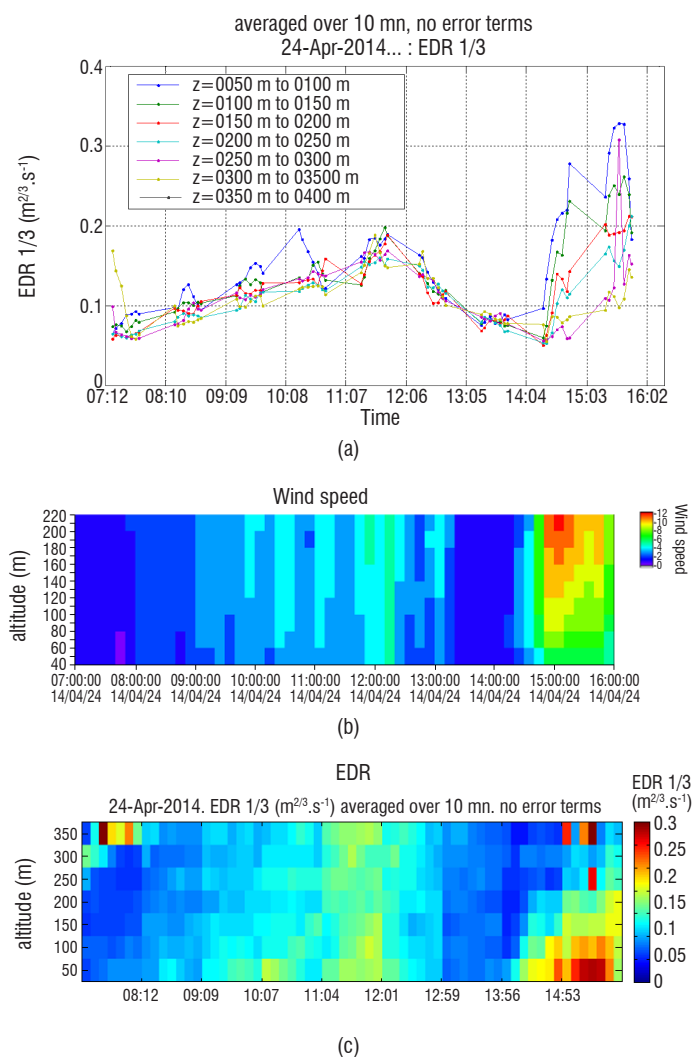 averaged over 10 mn, no error terms
24-Apr-2014... : EDR 1/3
0.4
0.3
0.2
0.1
0
EDR 1/3 (m2/3.s-1)
z=0050 m to 0100 m
z=0100 m to 0150 m
z=0150 m to 0200 m
z=0200 m to 0250 m
z=0250 m to 0300 m
z=0300 m to 03500 m
z=0350 m to 0400 m
07:12 08:10 09:09 10:08 11:07 12:06 13:05 14:04 15:03 16:02
Time
(a)
Wind speed
220
200
180
160
140
120
100
80
60
40
altitude (m)
12
10
8
6
4
2
0
Wind speed
07:00:00 08:00:00 09:00:00 10:00:00 11:00:00 12:00:00 13:00:00 14:00:00 15:00:00 16:00:00
14/04/24 14/04/24 14/04/24 14/04/24 14/04/24 14/04/24 14/04/24 14/04/24 14/04/24 14/04/24
(b)
EDR
24-Apr-2014. EDR 1/3 (m2/3.s-1) averaged over 10 mn. no error terms
EDR 1/3
(m2/3.s-1)
350
300
250
200
150
100
50
altitude (m)
0.3
0.25
0.2
0.15
0.1
0.05
0
08:12 09:09 10:07 11:04 12:01 12:59 13:56 14:53
(c)